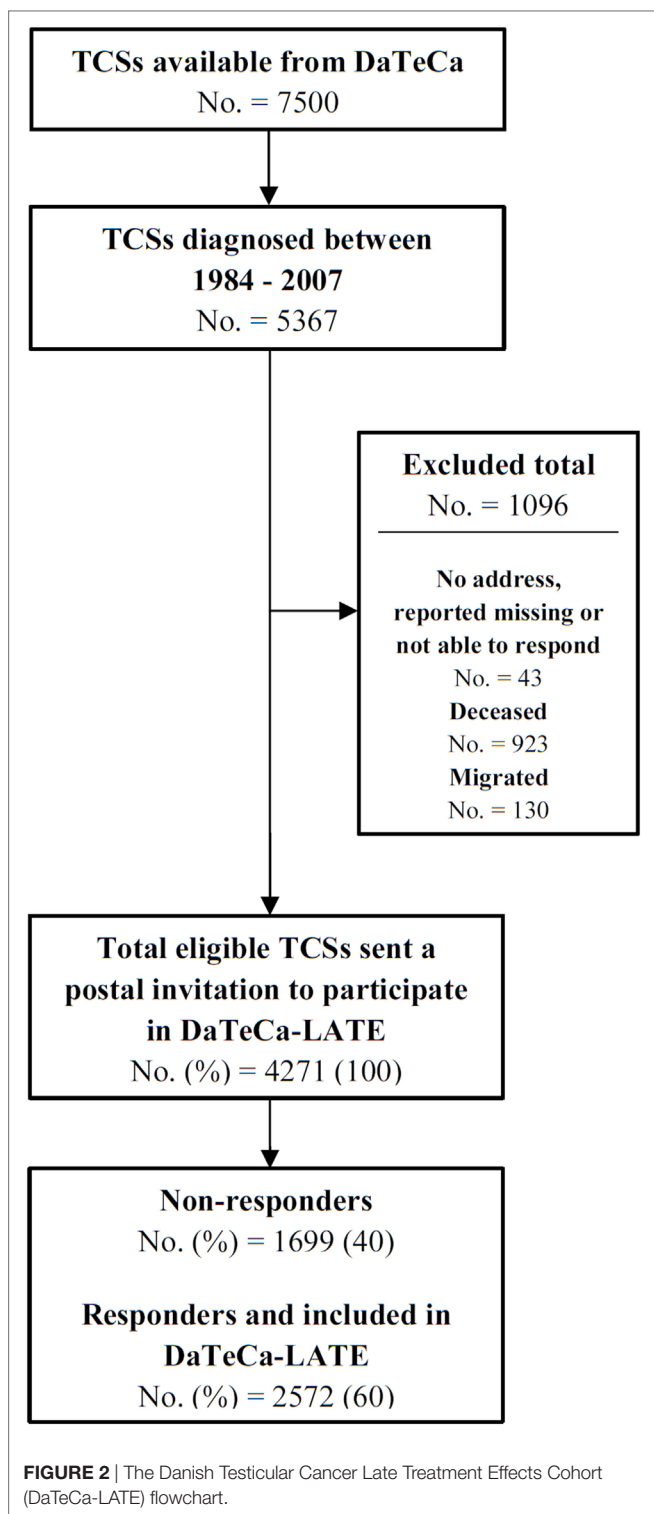 TCSs available from DaTeCa
No. = 7500
TCSs diagnosed between
1984 - 2007
No. = 5367
Excluded total
No. = 1096
No address,
reported missing or
not able to respond
No. = 43
Deceased
No. = 923
Migrated
No. = 130
Total eligible TCSs sent a
postal invitation to participate
in DaTeCa-LATE
No. (%) = 4271 (100)
Non-responders
No. (%) = 1699 (40)
Responders and included in
DaTeCa-LATE
No. (%) = 2572 (60)
FIGURE 2 | The Danish Testicular Cancer Late Treatment Effects Cohort
(DaTeCa-LATE) flowchart.